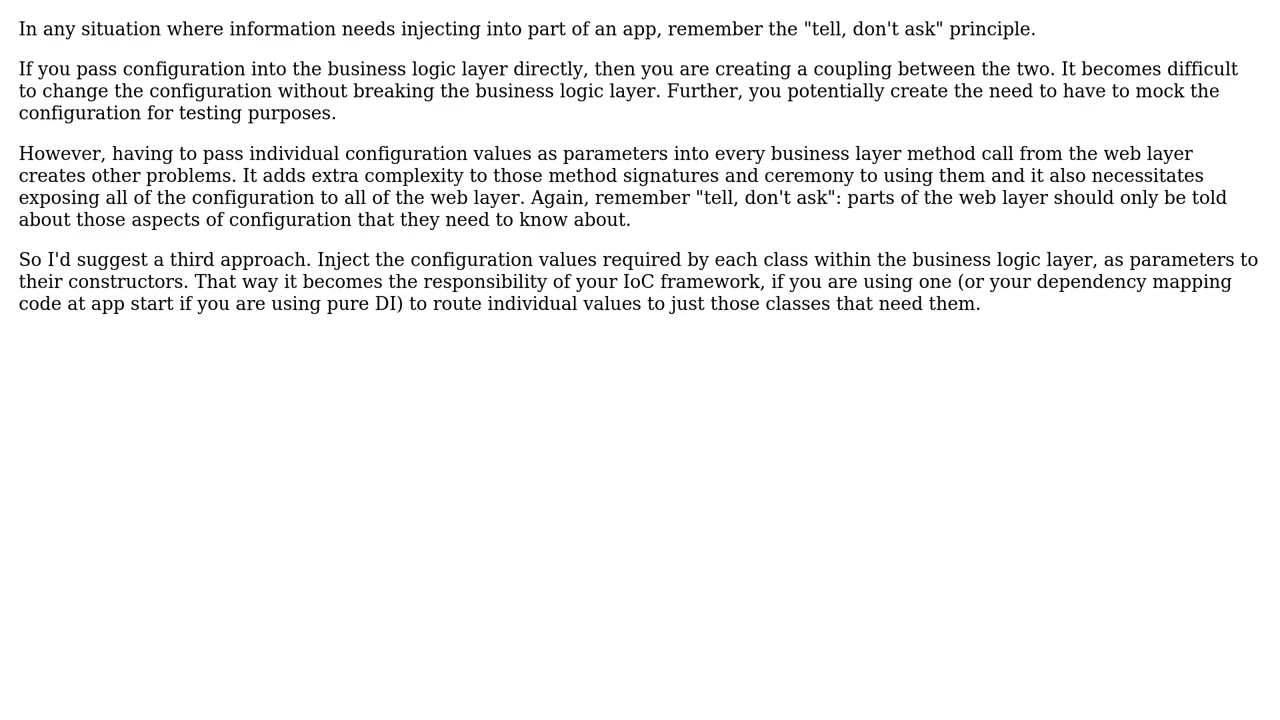 In any situation where information needs injecting into part of an app, remember the "tell, don't ask" principle.
If you pass configuration into the business logic layer directly, then you are creating a coupling between the two. It becomes difficult
to change the configuration without breaking the business logic layer. Further, you potentially create the need to have to mock the
configuration for testing purposes.
However, having to pass individual configuration values as parameters into every business layer method call from the web layer
creates other problems. It adds extra complexity to those method signatures and ceremony to using them and it also necessitates
exposing all of the configuration to all of the web layer. Again, remember "tell, don't ask": parts of the web layer should only be told
about those aspects of configuration that they need to know about.
So I'd suggest a third approach. Inject the configuration values required by each class within the business logic layer, as parameters to
their constructors. That way it becomes the responsibility of your IoC framework, if you are using one (or your dependency mapping
code at app start if you are using pure DI) to route individual values to just those classes that need them.